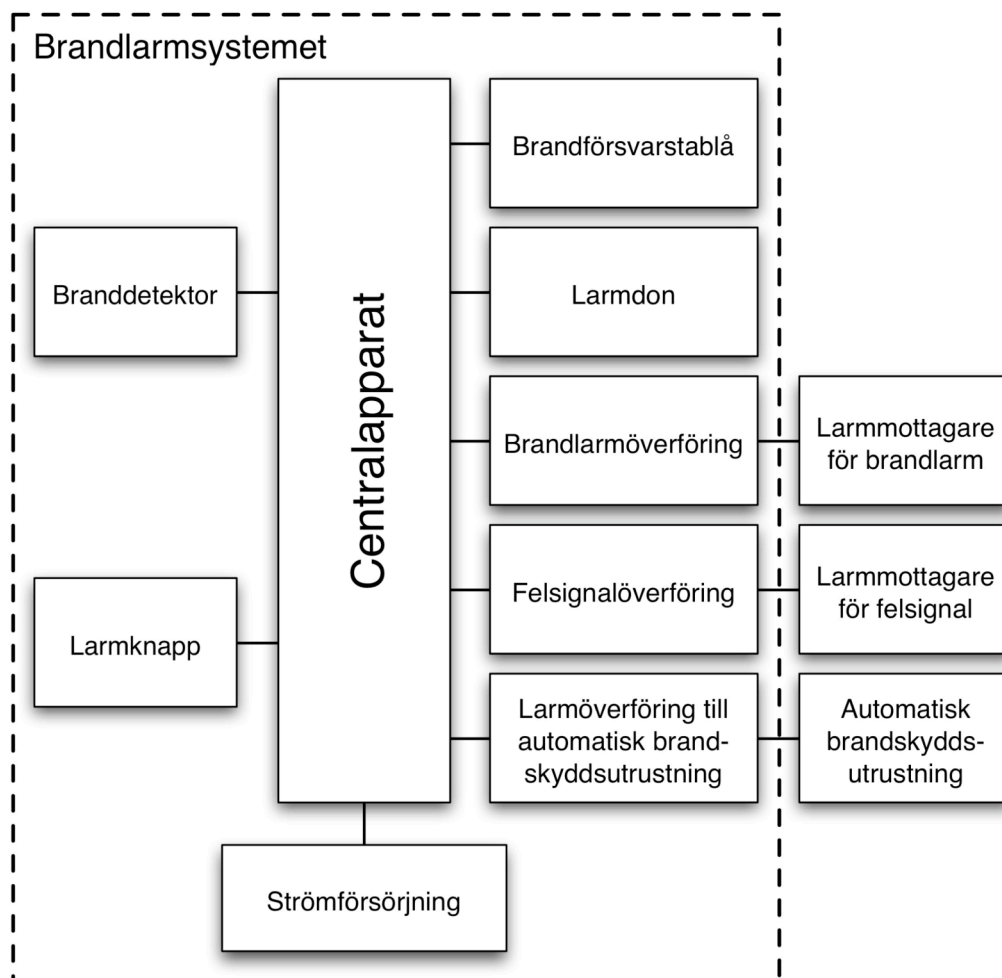 Brandlarmsystemet
Brandförsvarstablå
Branddetektor
Larmdon
Centralapparat
Brandlarmöverföring
Larmmottagare
för brandlarm
Felsignalöverföring
Larmmottagare
för felsignal
Larmknapp
Larmöverföring till
automatisk brand-
skyddsutrustning
Automatisk
brandskydds-
utrustning
Strömförsörjning